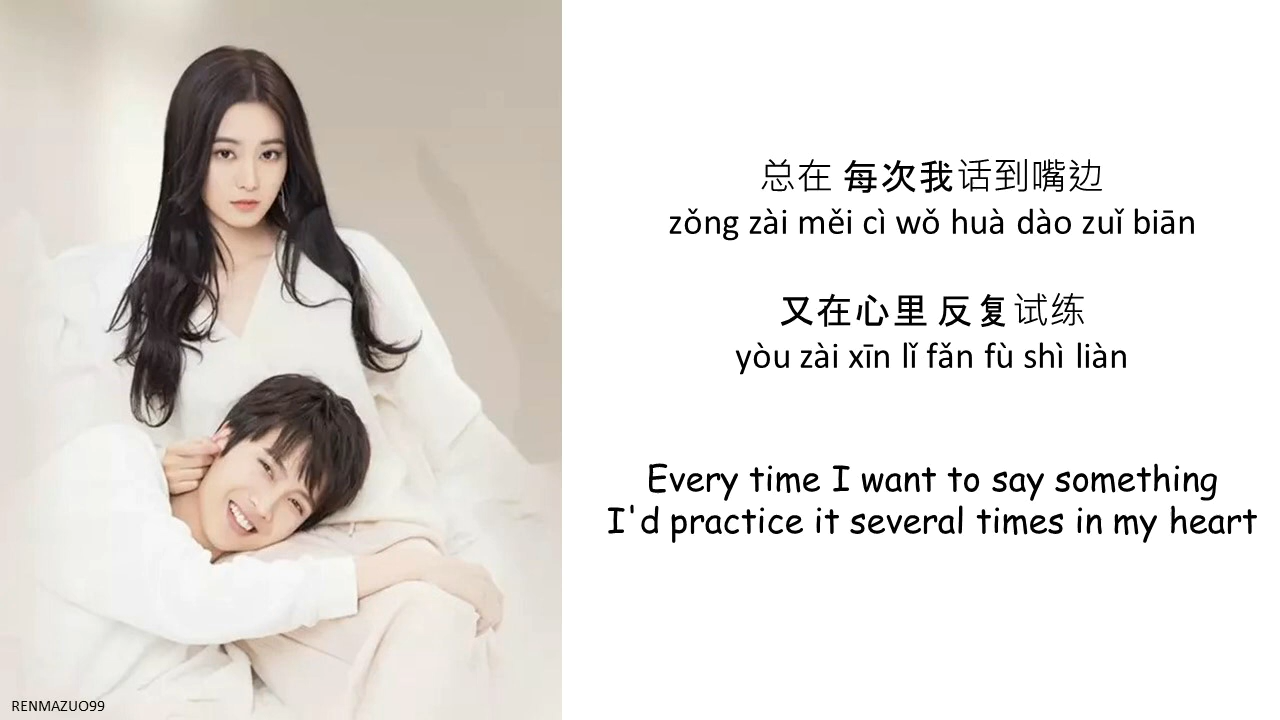 总在 每次我话到嘴边
zǒng zài měi cì wǒ huà dào zuǐ biān
又在心里 反复试练
yòu zài xīn lǐ fǎn fù shì liàn
Every time I want to say something
I'd practice it several times in my heart
RENMAZUO99